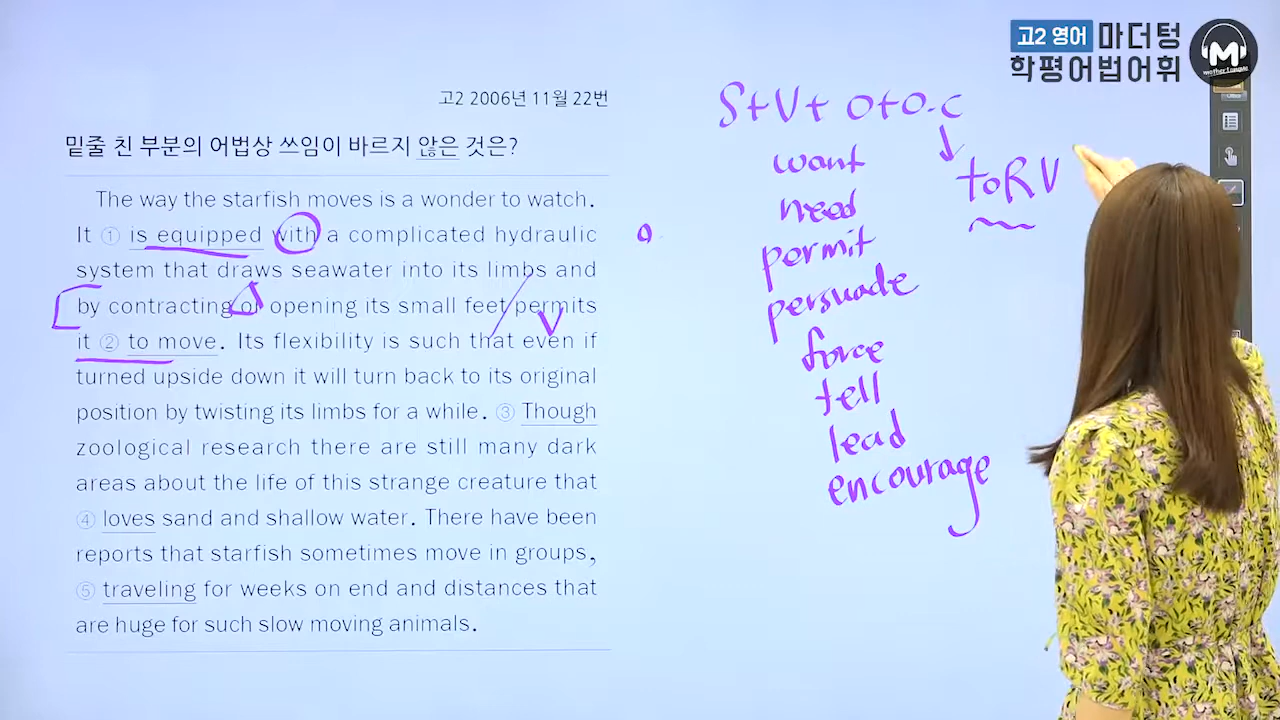 고2 영어 마더텅
학평어법어휘
M
mother tongue
고2 2006년 11월 22번
밑줄 친 부분의 어법상 쓰임이 바르지 않은 것은?
The way the starfish moves is a wonder to watch.
It ① is equipped with a complicated hydraulic
system that draws seawater into its limbs and
by contracting or opening its small feet permits
it ② to move. Its flexibility is such that even if
turned upside down it will turn back to its original
position by twisting its limbs for a while. ③ Though
zoological research there are still many dark
areas about the life of this strange creature that
④ loves sand and shallow water. There have been
reports that starfish sometimes move in groups,
⑤ traveling for weeks on end and distances that
are huge for such slow moving animals.
V
S+V+ O+O.C
toRV
want
need
permit
persuade
force
tell
lead
encourage